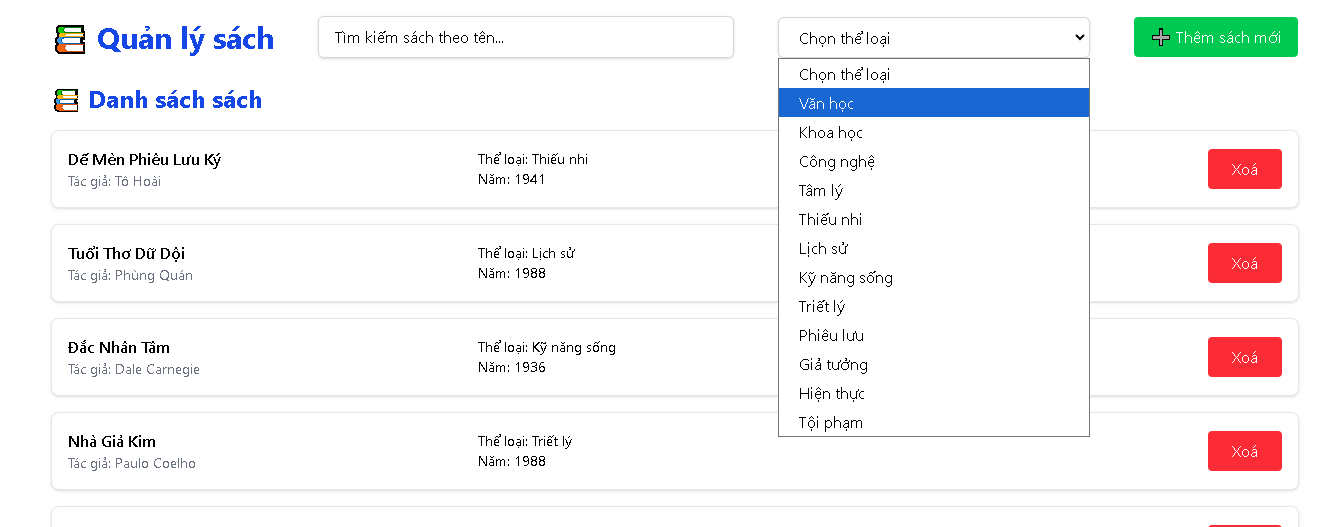 Quản lý sách
Tìm kiếm sách theo tên...
Chọn thể loại
Thêm sách mới
Chọn thể loại
Văn học
Khoa học
Công nghệ
Tâm lý
Thiếu nhi
Lịch sử
Kỹ năng sống
Triết lý
Phiêu lưu
Giả tưởng
Hiện thực
Tội phạm
Danh sách sách
Dế Mèn Phiêu Lưu Ký
Tác giả: Tô Hoài
Thể loại: Thiếu nhi
Năm: 1941
Xoá
Tuổi Thơ Dữ Dội
Tác giả: Phùng Quán
Thể loại: Lịch sử
Năm: 1988
Xoá
Đắc Nhân Tâm
Tác giả: Dale Carnegie
Thể loại: Kỹ năng sống
Năm: 1936
Xoá
Nhà Giả Kim
Tác giả: Paulo Coelho
Thể loại: Triết lý
Năm: 1988
Xoá